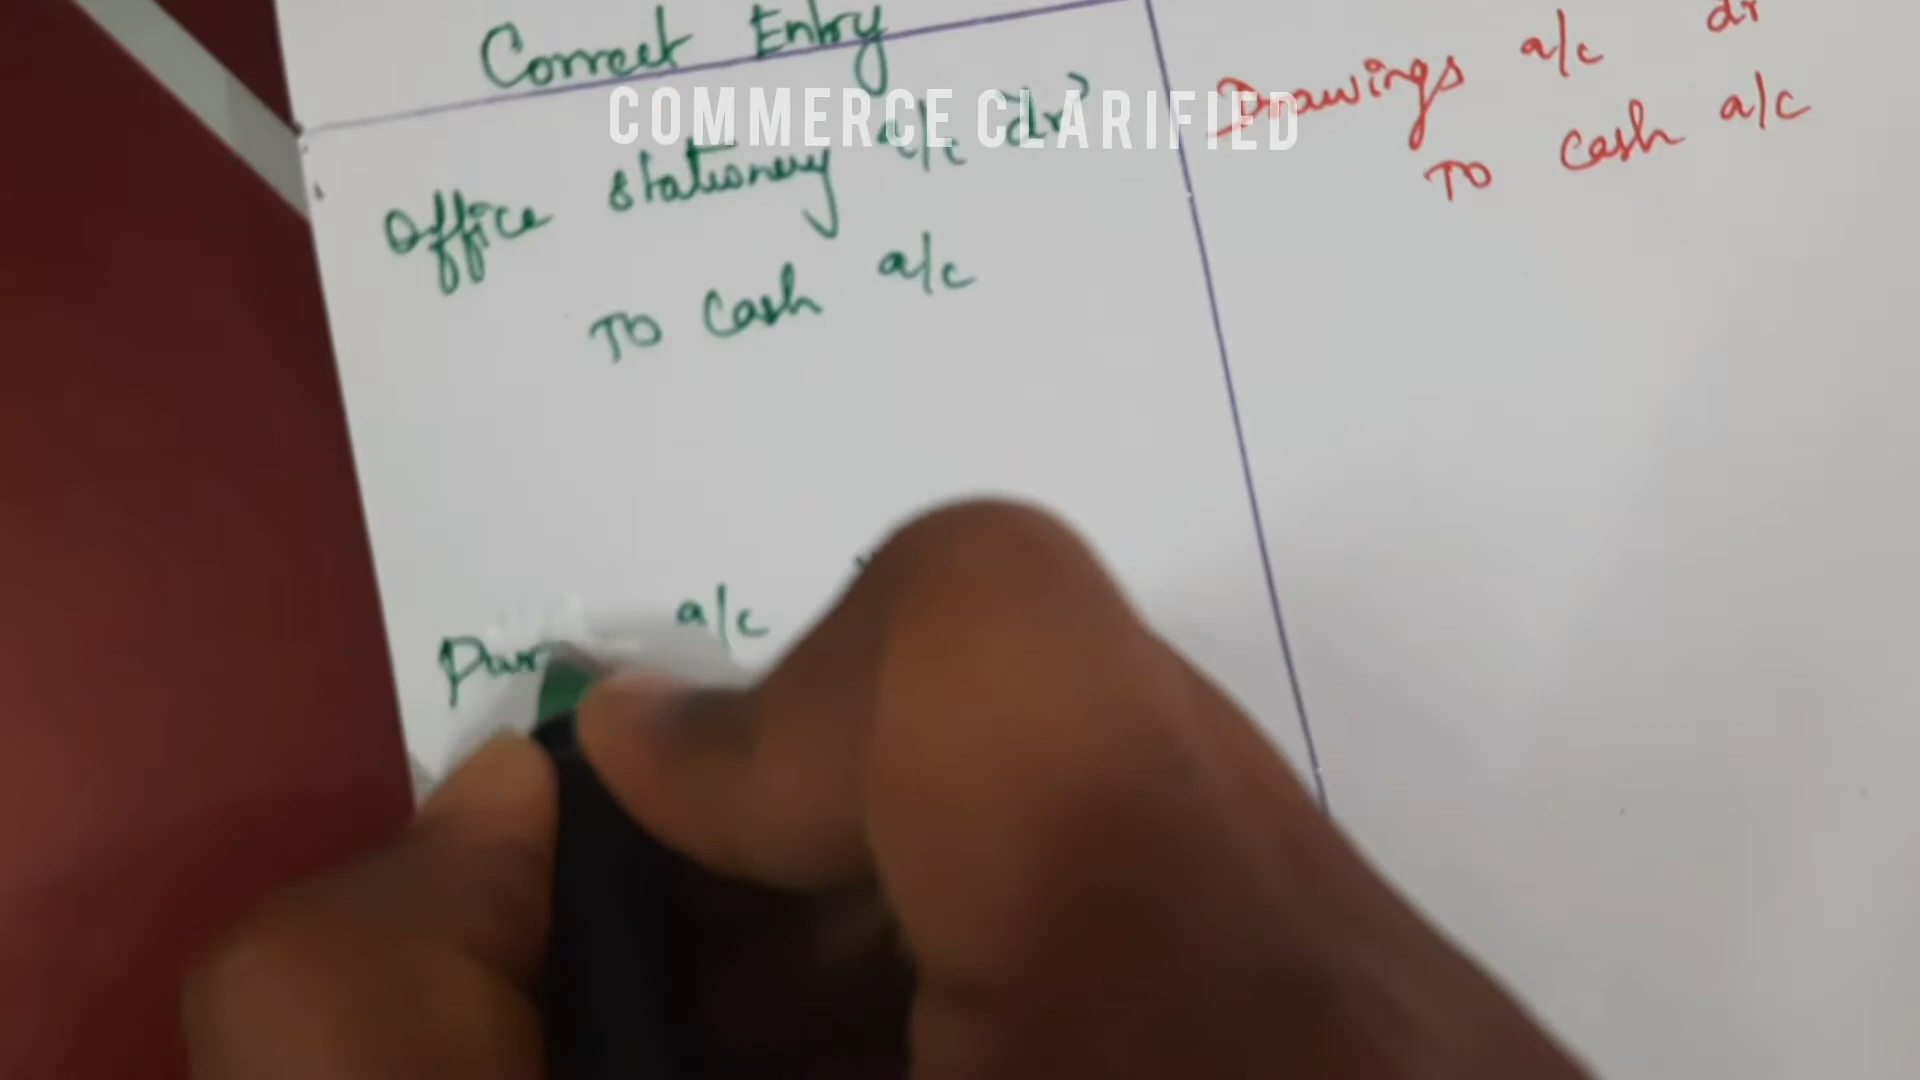 Correct Entry
COMMERCE CLARIFIED
Office stationery a/c dr
To Cash a/c
a/c
Drawings a/c dr
To Cash a/c